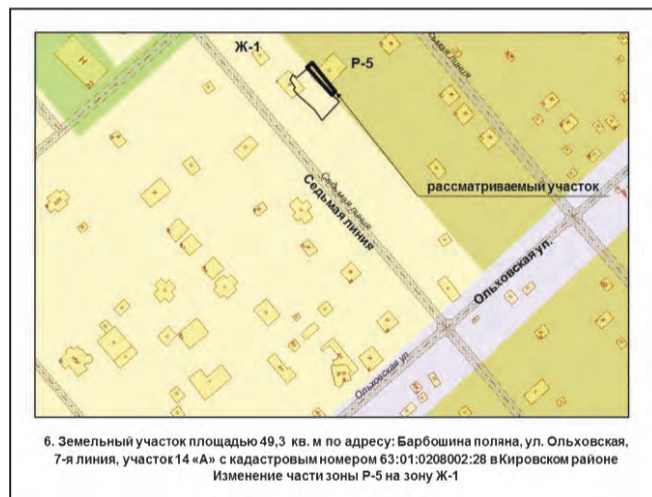 Ж-1
Р-5
ьмая линия
рассматриваемый участок
Седьмая линия
Седьмая линия
Ольховская ул.
Ольховская ул.
6. Земельный участок площадью 49,3 кв. м по адресу: Барбошина поляна, ул. Ольховская,
7-я линия, участок 14 «А» с кадастровым номером 63:01:0208002:28 в Кировском районе
Изменение части зоны Р-5 на зону Ж-1